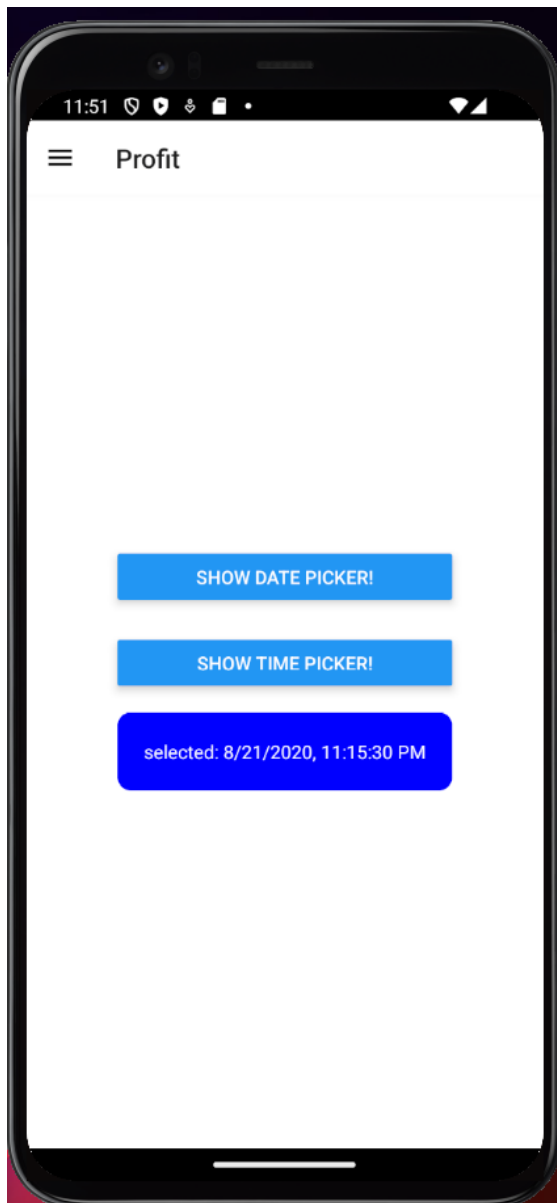 11:51
Profit
SHOW DATE PICKER!
SHOW TIME PICKER!
selected: 8/21/2020, 11:15:30 PM